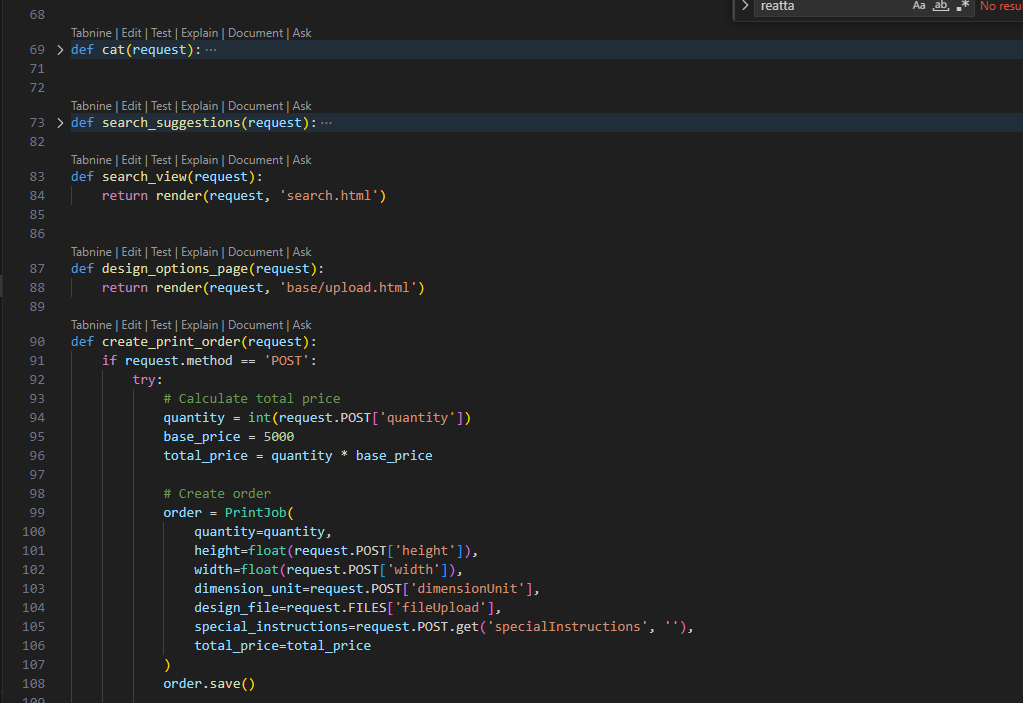 reatta
Aa
ab
.*
No resu
68
Tabnine | Edit | Test | Explain | Document | Ask
69 def cat(request): ···
71
72
Tabnine | Edit | Test | Explain | Document | Ask
73 def search_suggestions(request): ···
82
Tabnine | Edit | Test | Explain | Document | Ask
83 def search_view(request):
84 return render(request, 'search.html')
85
86
Tabnine | Edit | Test | Explain | Document | Ask
87 def design_options_page(request):
88 return render(request, 'base/upload.html')
89
Tabnine | Edit | Test | Explain | Document | Ask
90 def create_print_order(request):
91 if request.method == 'POST':
92 try:
93 # Calculate total price
94 quantity = int(request.POST['quantity'])
95 base_price = 5000
96 total_price = quantity * base_price
97
98 # Create order
99 order = PrintJob(
100 quantity=quantity,
101 height=float(request.POST['height']),
102 width=float(request.POST['width']),
103 dimension_unit=request.POST['dimensionUnit'],
104 design_file=request.FILES['fileUpload'],
105 special_instructions=request.POST.get('specialInstructions', ''),
106 total_price=total_price
107 )
108 order.save()
109